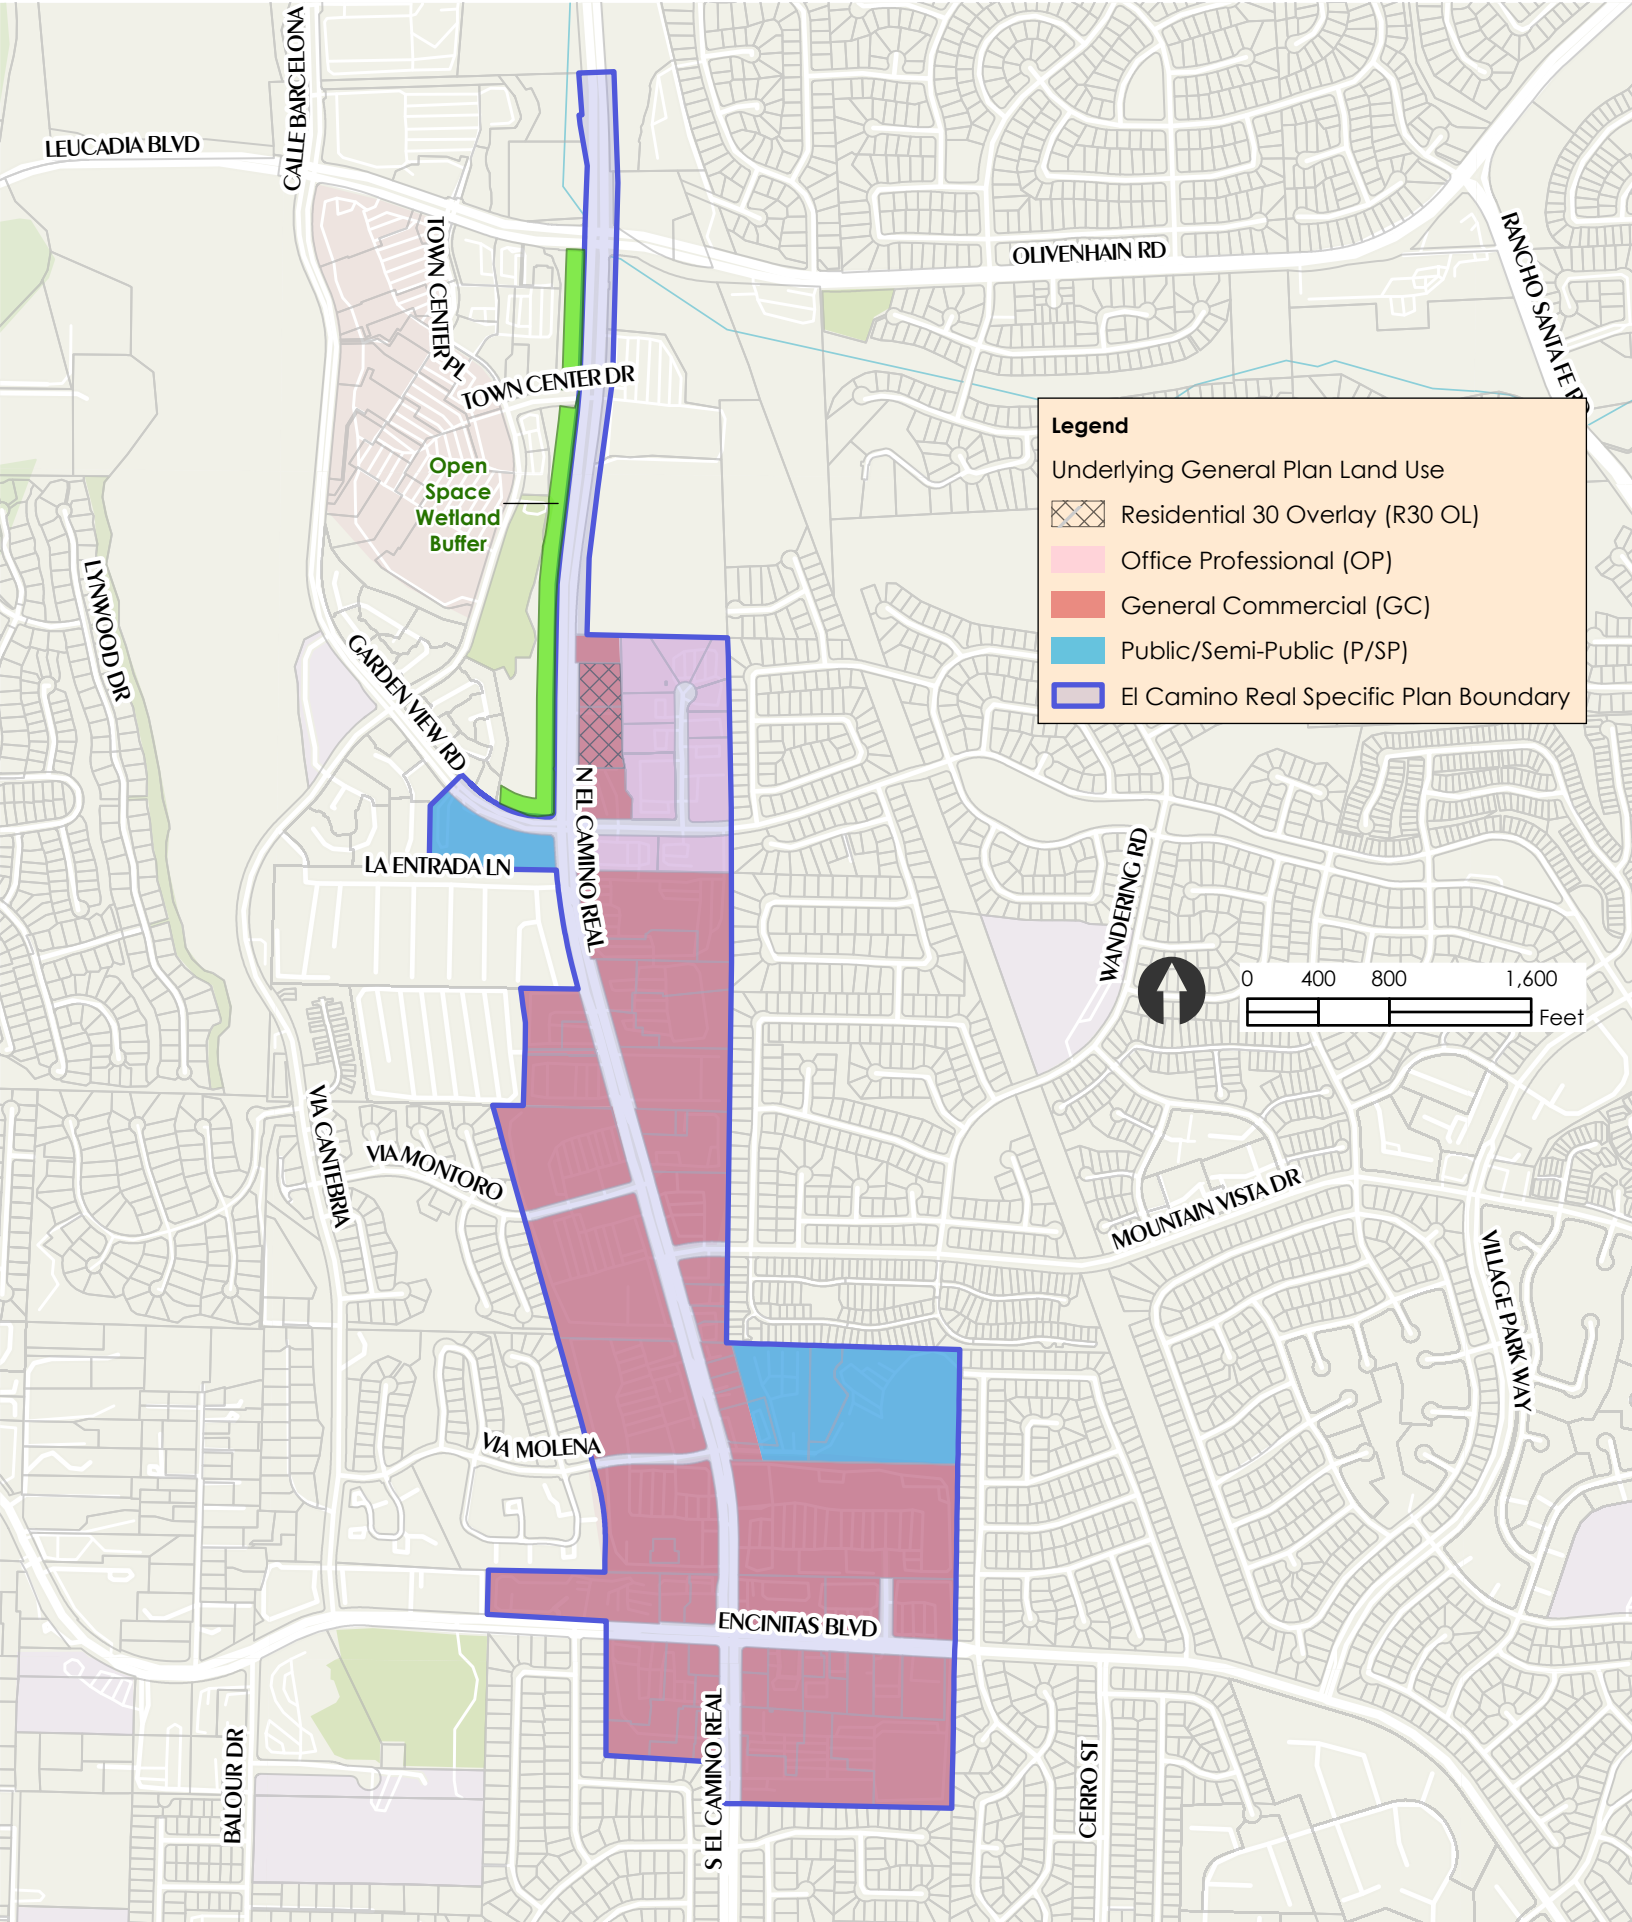 CALLE BARCELONA
LEUCADIA BLVD
TOWN CENTER PL
OLIVENHAIN RD
RANCHO SANTA FE RD
TOWN CENTER DR
Open
Space
Wetland
Buffer
Legend
Underlying General Plan Land Use
Residential 30 Overlay (R30 OL)
Office Professional (OP)
General Commercial (GC)
Public/Semi-Public (P/SP)
El Camino Real Specific Plan Boundary
LYNWOOD DR
GARDEN VIEW RD
N EL CAMINO REAL
LA ENTRADA LN
WANDERING RD
0 400 800 1,600
Feet
VIA CANTEBRIA
VIA MONTORO
MOUNTAIN VISTA DR
VILLAGE PARK WAY
VIA MOLENA
ENCINITAS BLVD
S EL CAMINO REAL
BALOUR DR
CERRO ST